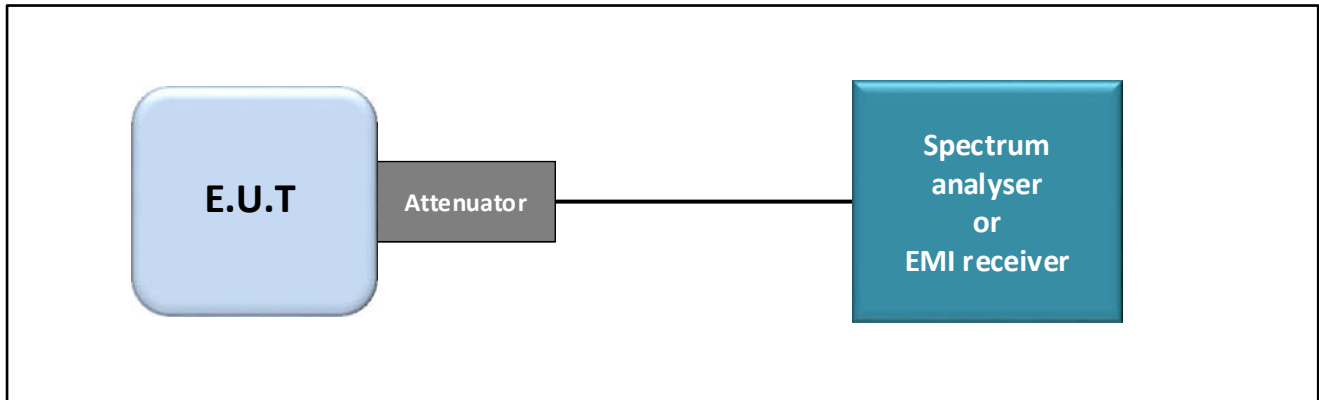 E.U.T
Attenuator
Spectrum
analyser
or
EMI receiver